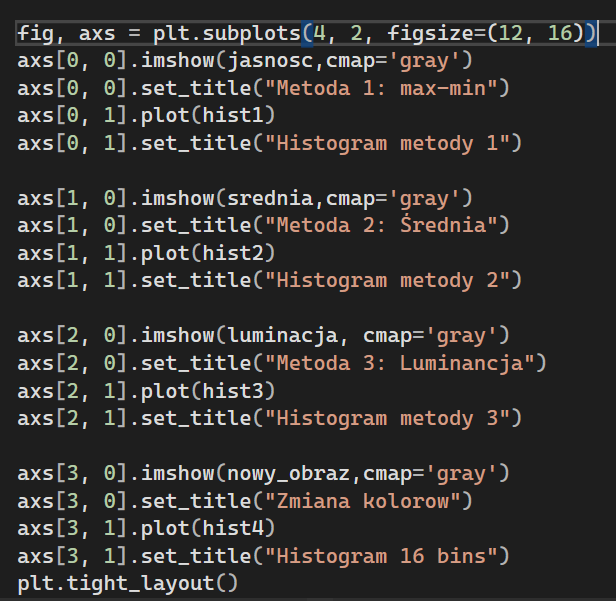 fig, axs = plt.subplots(4, 2, figsize=(12, 16))
axs[0, 0].imshow(jasnosc,cmap='gray')
axs[0, 0].set_title("Metoda 1: max-min")
axs[0, 1].plot(hist1)
axs[0, 1].set_title("Histogram metody 1")

axs[1, 0].imshow(srednia,cmap='gray')
axs[1, 0].set_title("Metoda 2: Średnia")
axs[1, 1].plot(hist2)
axs[1, 1].set_title("Histogram metody 2")

axs[2, 0].imshow(luminacja, cmap='gray')
axs[2, 0].set_title("Metoda 3: Luminancja")
axs[2, 1].plot(hist3)
axs[2, 1].set_title("Histogram metody 3")

axs[3, 0].imshow(nowy_obraz,cmap='gray')
axs[3, 0].set_title("Zmiana kolorow")
axs[3, 1].plot(hist4)
axs[3, 1].set_title("Histogram 16 bins")
plt.tight_layout()